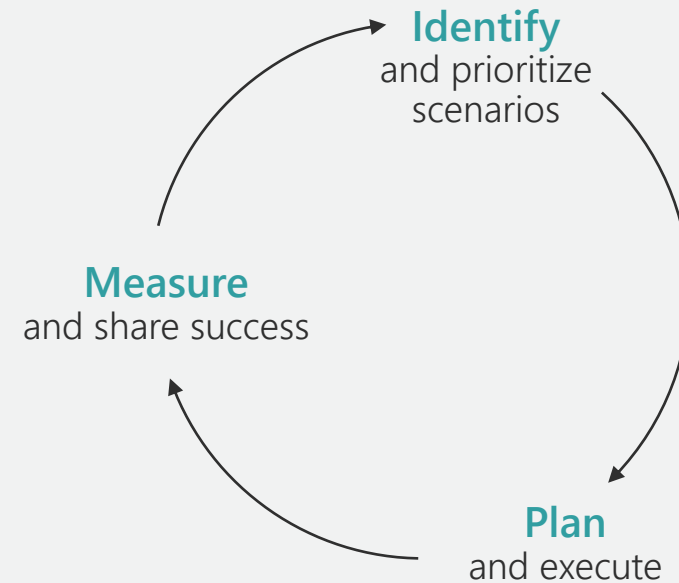 Identify
and prioritize
scenarios
Measure
and share success
Plan
and execute